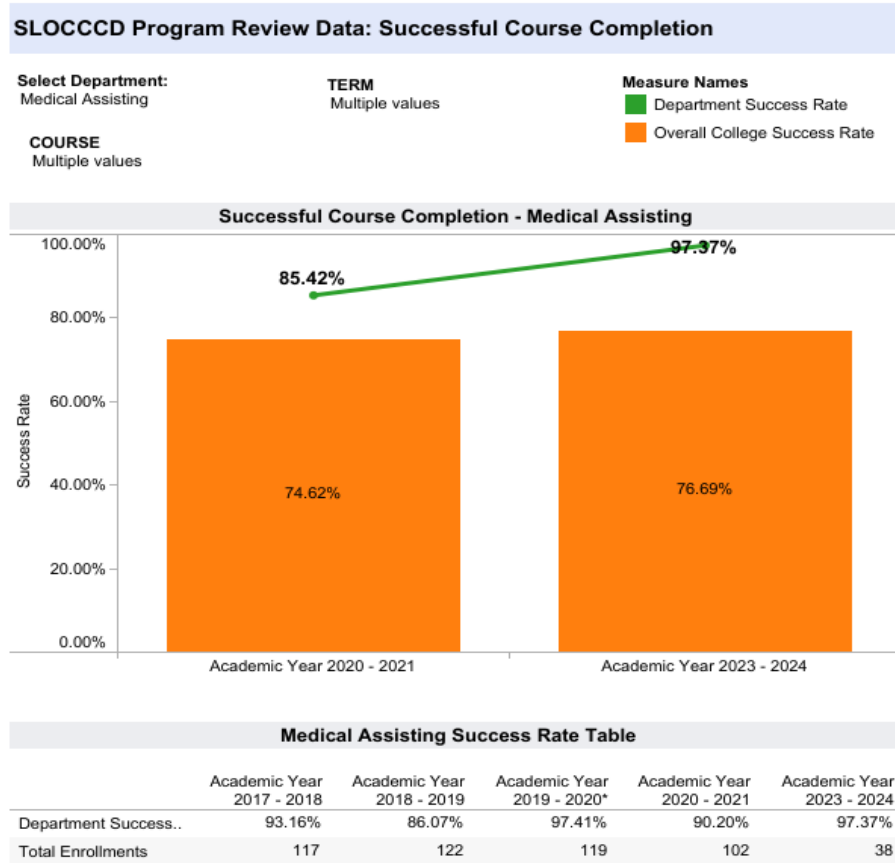 SLOCCCD Program Review Data: Successful Course Completion
Select Department:
Medical Assisting
TERM
Multiple values
Measure Names
Department Success Rate
Overall College Success Rate
COURSE
Multiple values
Successful Course Completion - Medical Assisting
100.00%
80.00%
60.00%
40.00%
20.00%
0.00%
Success Rate
85.42%
97.37%
74.62%
76.69%
Academic Year 2020 - 2021
Academic Year 2023 - 2024
Medical Assisting Success Rate Table
Academic Year 2017 - 2018
Academic Year 2018 - 2019
Academic Year 2019 - 2020*
Academic Year 2020 - 2021
Academic Year 2023 - 2024
Department Success.. 93.16% 86.07% 97.41% 90.20% 97.37%
Total Enrollments 117 122 119 102 38